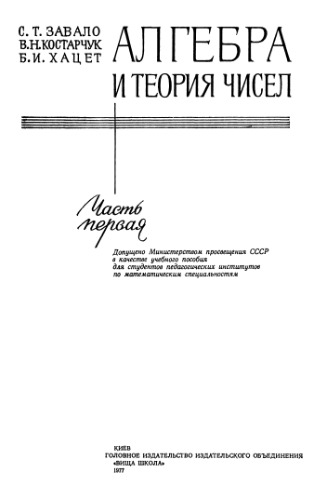 С. Т. ЗАВАЛО
В. Н. КОСТАРЧУК
Б. И. ХАЦЕТ
АЛГЕБРА
И ТЕОРИЯ ЧИСЕЛ
Часть
первая
Допущено Министерством просвещения СССР
в качестве учебного пособия
для студентов педагогических институтов
по математическим специальностям
КИЕВ
ГОЛОВНОЕ ИЗДАТЕЛЬСТВО ИЗДАТЕЛЬСКОГО ОБЪЕДИНЕНИЯ
«ВИЩА ШКОЛА»
1977